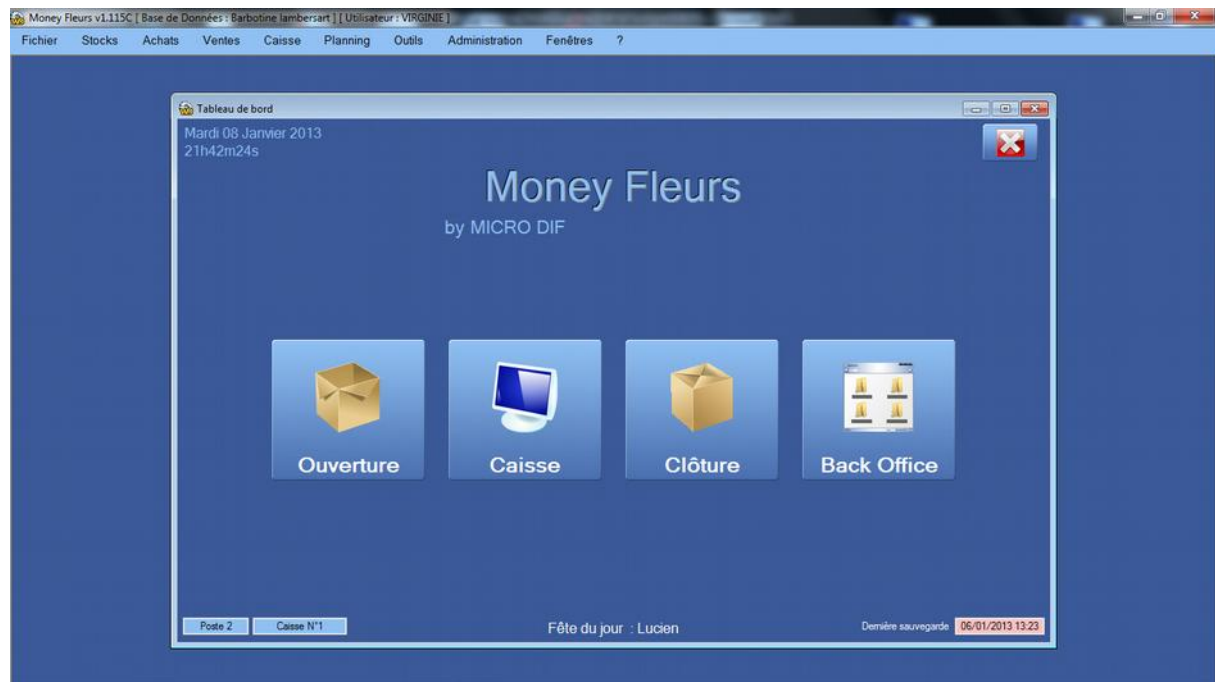 Money Fleurs v1.115C [ Base de Données : Barbotine lambersart ] [ Utilisateur : VIRGINIE ]
Fichier Stocks Achats Ventes Caisse Planning Outils Administration Fenêtres ?
Tableau de bord
Mardi 08 Janvier 2013
21h42m24s
Money Fleurs
by MICRO DIF
Ouverture Caisse Clôture Back Office
Poste 2 Caisse N°1 Fête du jour : Lucien Dernière sauvegarde 06/01/2013 13:23